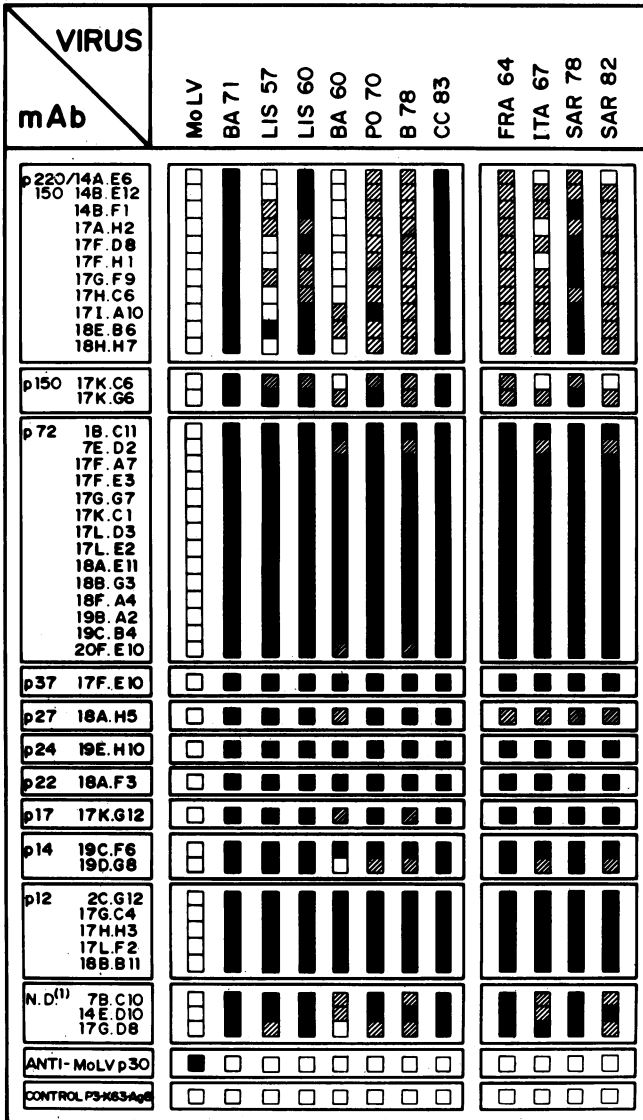 VIRUS
mAb
MoLV
BA 71
LIS 57
LIS 60
BA 60
PO 70
B 78
CC 83
FRA 64
ITA 67
SAR 78
SAR 82
p220/14A.E6
150 14B.E12
14B.F1
17A.H2
17F.D8
17F.H1
17G.F9
17H.C6
17I.A10
18E.B6
18H.H7
p150 17K.C6
17K.G6
p72 1B.C11
7E.D2
17F.A7
17F.E3
17G.G7
17K.C1
17L.D3
17L.E2
18A.E11
18B.G3
18F.A4
19B.A2
19C.B4
20F.E10
p37 17F.E10
p27 18A.H5
p24 19E.H10
p22 18A.F3
p17 17K.G12
p14 19C.F6
19D.G8
p12 2C.G12
17G.C4
17H.H3
17L.F2
18B.B11
N.D.(1) 7B.C10
14E.D10
17G.D8
ANTI-MoLV p30
CONTROL P3-X63-Ag8